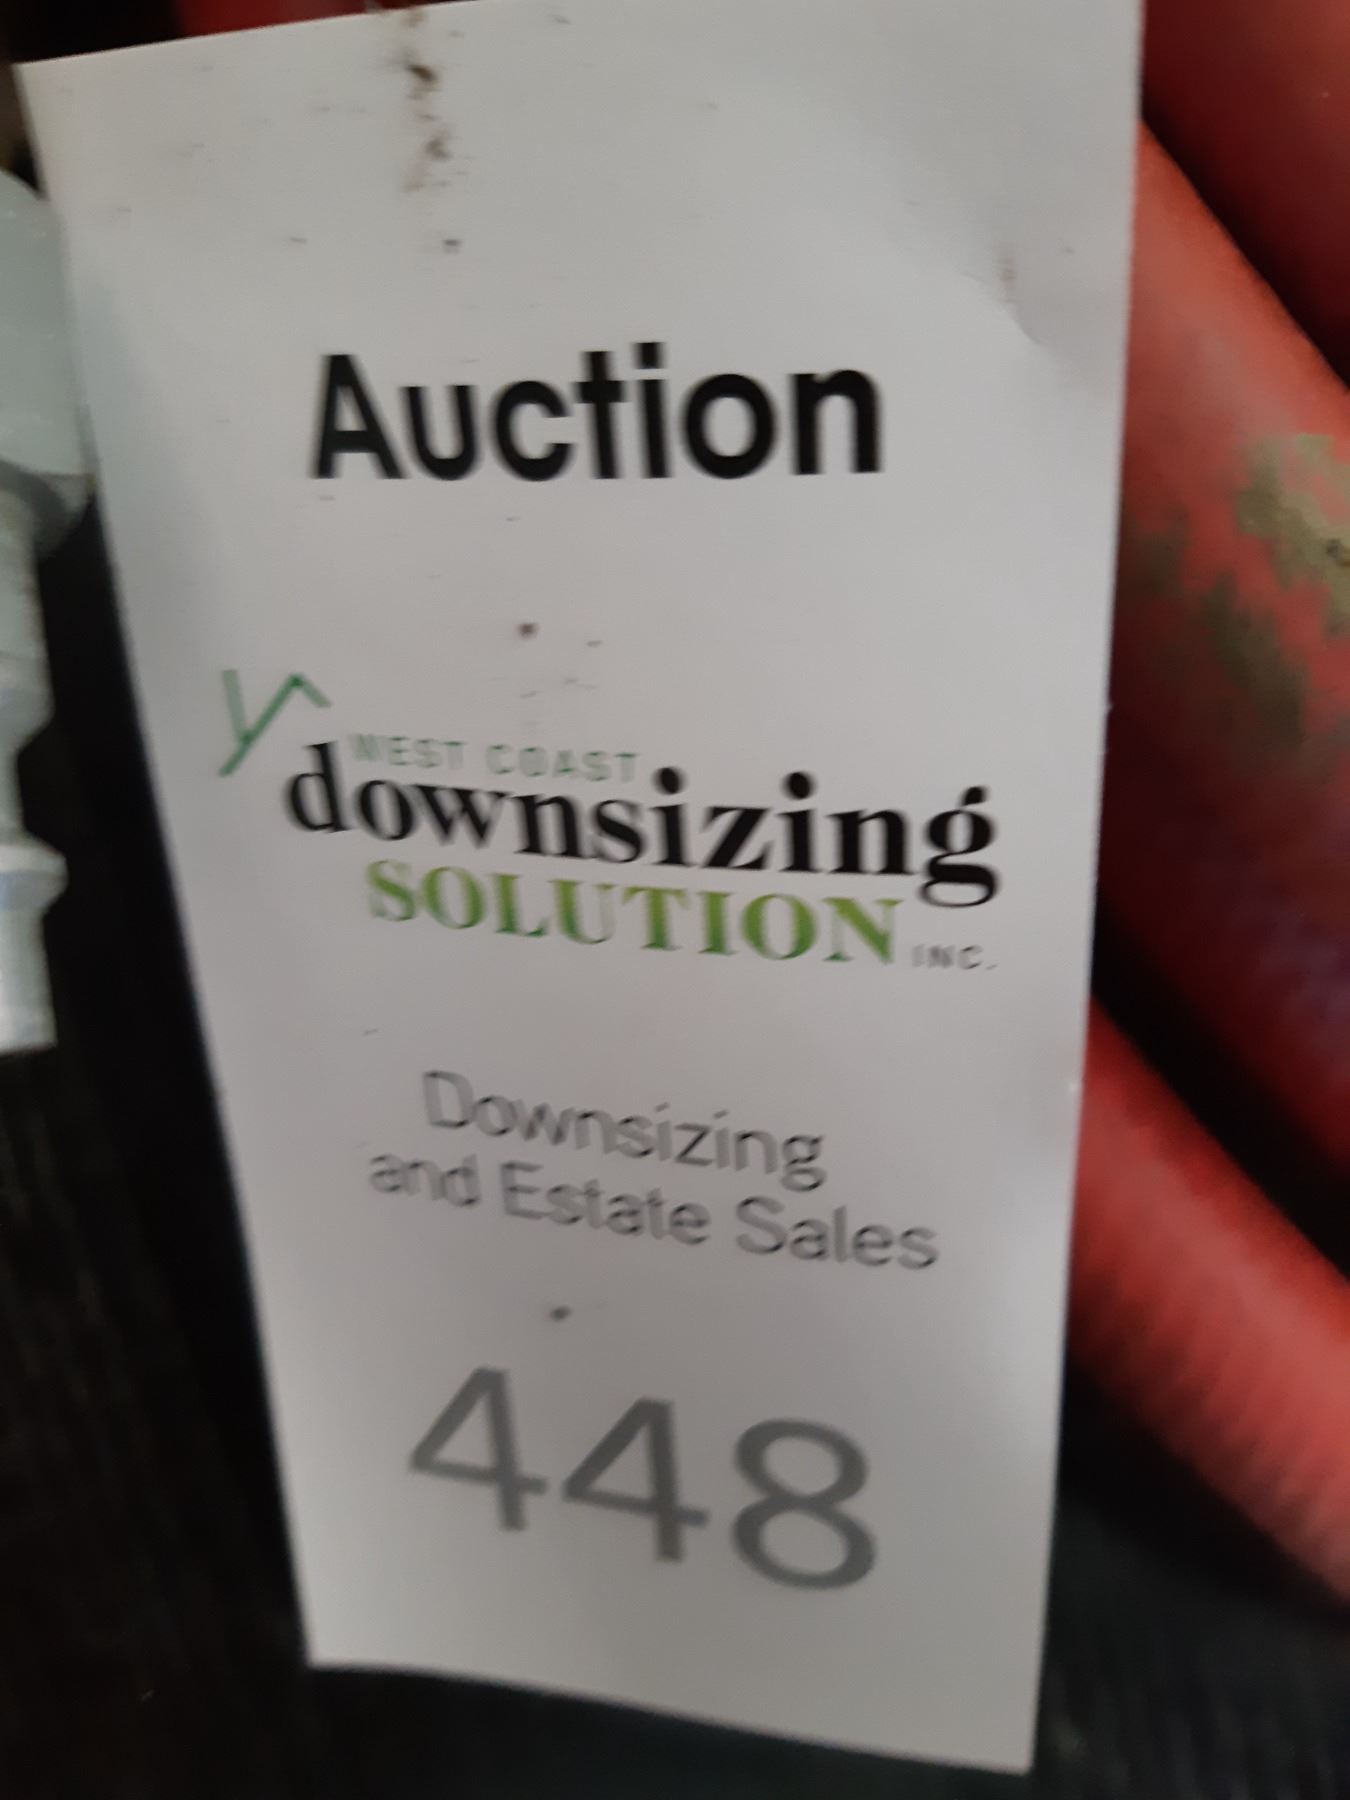 Auction
WEST COAST
downsizing
SOLUTION INC.
Downsizing
and Estate Sales
448